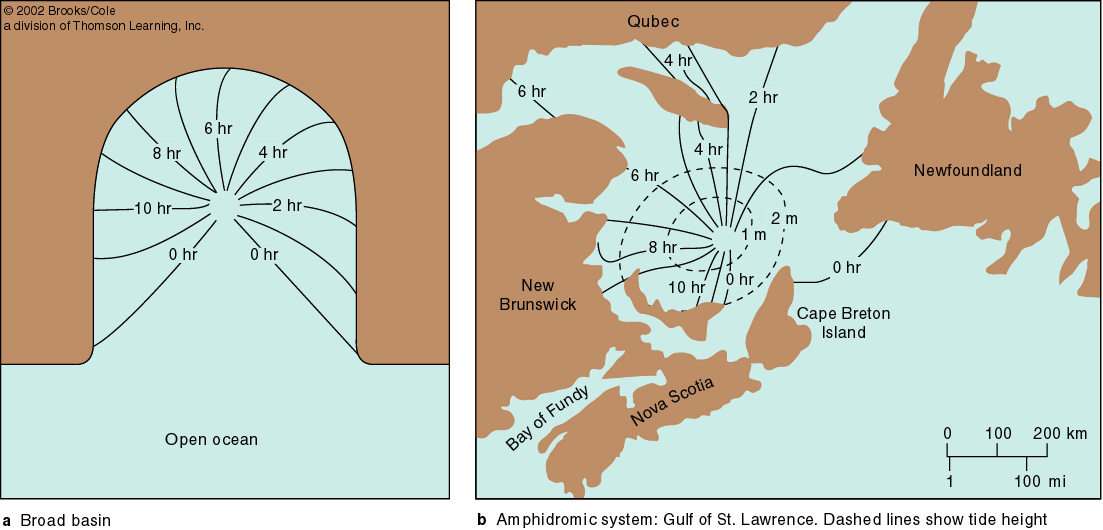 © 2002 Brooks/Cole
a division of Thomson Learning, Inc.
6 hr
8 hr
4 hr
10 hr
2 hr
0 hr
0 hr
Open ocean
a Broad basin
Qubec
4 hr
6 hr
2 hr
4 hr
Newfoundland
6 hr
2 m
1 m
8 hr
0 hr
0 hr
10 hr
New
Brunswick
Cape Breton
Island
Bay of Fundy
Nova Scotia
0 100 200 km
1 100 mi
b Amphidromic system: Gulf of St. Lawrence. Dashed lines show tide height